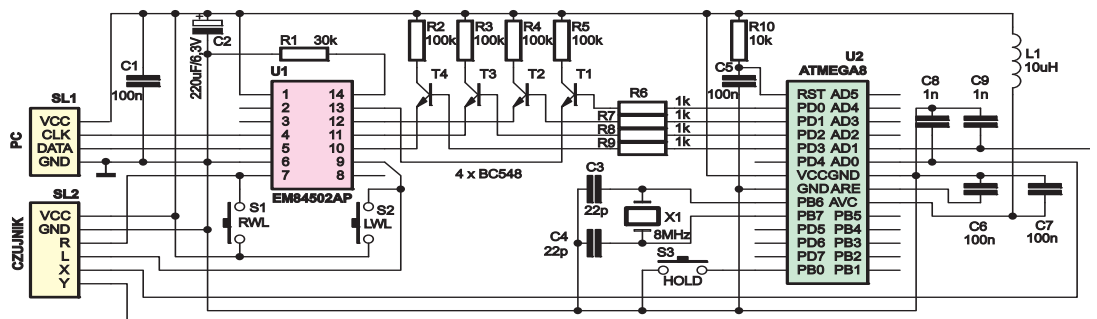 C1
100n
220uF/6,3V
C2
R1 30k
R2
100k
R3
100k
R4
100k
R5
100k
T4 T3 T2 T1
R10
10k
C5
100n
U2
ATMEGA8
C8
1n
C9
1n
L1
10uH
PC
SL1
VCC
CLK
DATA
GND
U1
1 14
2 13
3 12
4 11
5 10
6 9
7 8
EM84502AP
R6 1k
R7 1k
R8 1k
R9 1k
4 x BC548
RST AD5
PD0 AD4
PD1 AD3
PD2 AD2
PD3 AD1
PD4 AD0
VCCGND
GND ARE
PB6 AVC
PB7 PB5
PD5 PB4
PD6 PB3
PD7 PB2
PB0 PB1
CZUJNIK
SL2
VCC
GND
R
L
X
Y
S1
RWL
S2
LWL
C3
22p
C4
22p
X1
8MHz
S3
HOLD
C6
100n
C7
100n